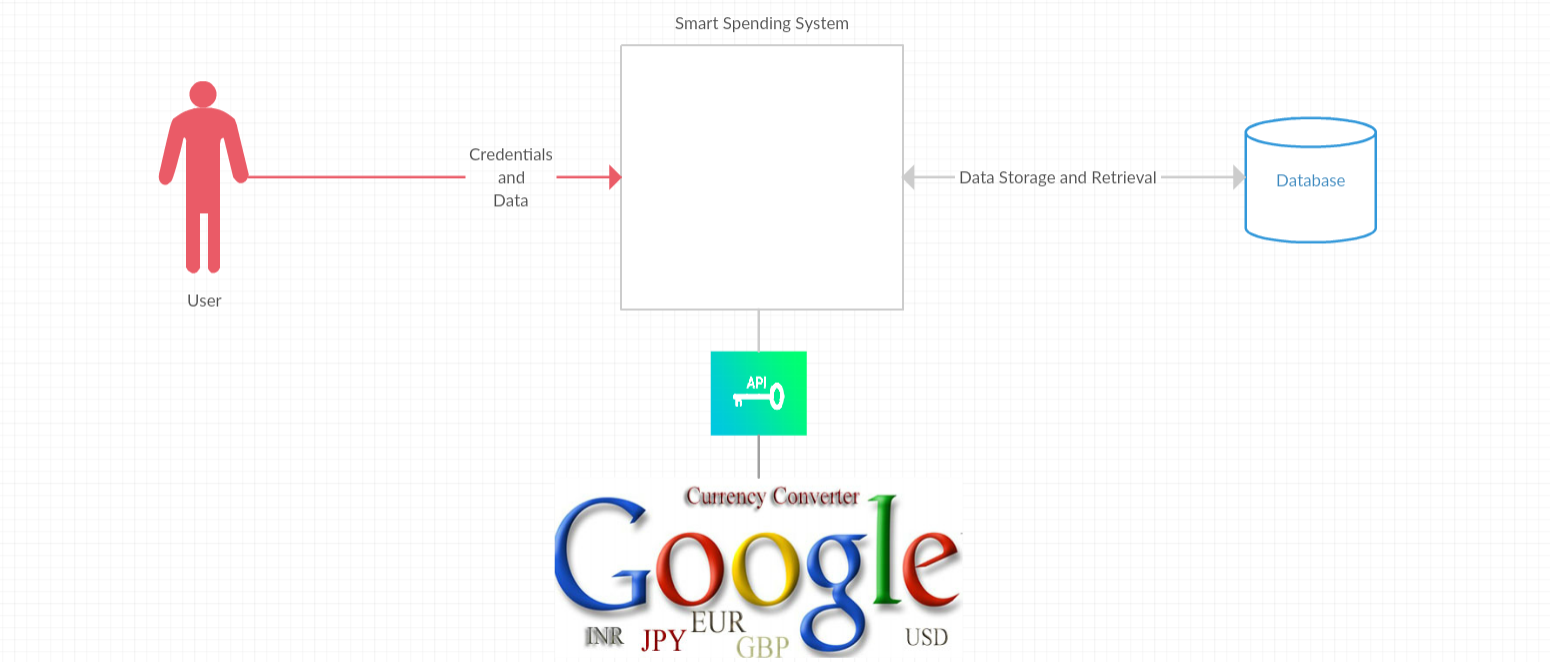 Smart Spending System
Credentials
and
Data
Data Storage and Retrieval
Database
User
API
Currency Converter
Google
INR JPY EUR GBP USD